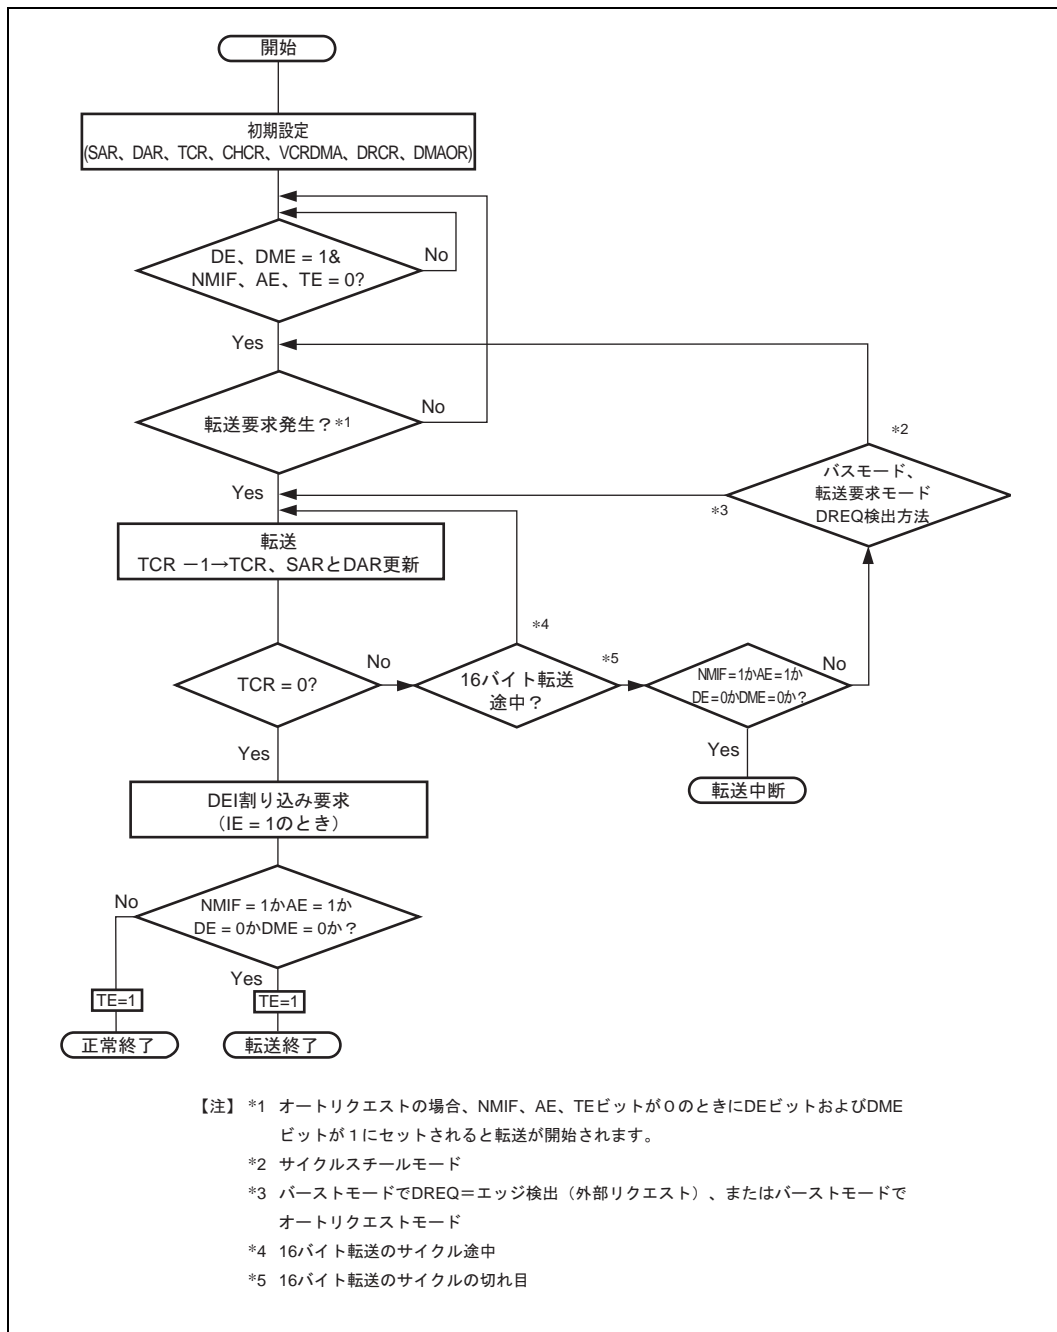 開始
初期設定
(SAR、DAR、TCR、CHCR、VCRDMA、DRCR、DMAOR)
DE、DME = 1&
NMIF、AE、TE = 0?
No
Yes
転送要求発生？*1
No
Yes
*2
バスモード、
転送要求モード
DREQ検出方法
*3
転送
TCR －1→TCR、SARとDAR更新
*4
TCR = 0?
No
16バイト転送
途中？
*5
NMIF = 1かAE = 1か
DE = 0かDME = 0か？
No
Yes
転送中断
Yes
DEI割り込み要求
（IE = 1のとき）
NMIF = 1かAE = 1か
DE = 0かDME = 0か？
No
Yes
TE=1
TE=1
正常終了
転送終了
【注】 *1 オートリクエストの場合、NMIF、AE、TEビットが０のときにDEビットおよびDME
ビットが１にセットされると転送が開始されます。
*2 サイクルスチールモード
*3 バーストモードでDREQ＝エッジ検出（外部リクエスト）、またはバーストモードで
オートリクエストモード
*4 16バイト転送のサイクル途中
*5 16バイト転送のサイクルの切れ目